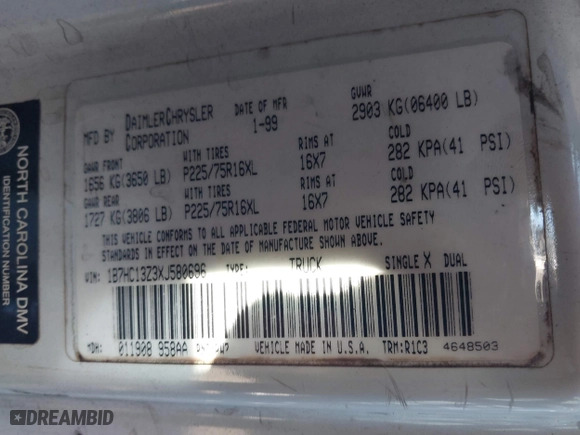 MFD BY DAIMLERCHRYSLER CORPORATION
DATE OF MFR 1-99
GVWR 2903 KG(06400 LB)
GAWR FRONT WITH TIRES RIMS AT COLD
1656 KG(3650 LB) P225/75R16XL 16X7 282 KPA(41 PSI)
GAWR REAR WITH TIRES RIMS AT COLD
1727 KG(3806 LB) P225/75R16XL 16X7 282 KPA(41 PSI)
THIS VEHICLE CONFORMS TO ALL APPLICABLE FEDERAL MOTOR VEHICLE SAFETY
STANDARDS IN EFFECT ON THE DATE OF MANUFACTURE SHOWN ABOVE.
VIN: 1B7HC13Z3XJ580686 TYPE: TRUCK SINGLE X DUAL
MDH: 011908 958AA VEHICLE MADE IN U.S.A. TRM:R1C3 4648503
NORTH CAROLINA DMV
IDENTIFICATION NUMBER
DREAMBID